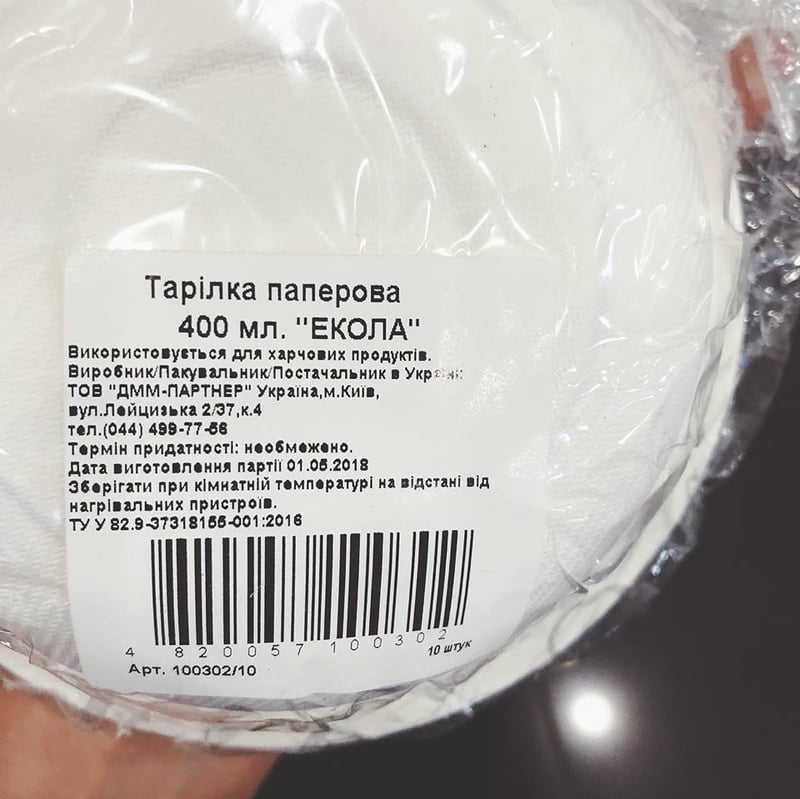 Тарілка паперова
400 мл. "ЕКОЛА"
Використовується для харчових продуктів.
Виробник/Пакувальник/Постачальник в Україні:
ТОВ "ДММ-ПАРТНЕР" Україна,м.Київ,
вул.Лейцизька 2/37,к.4
тел.(044) 499-77-56
Термін придатності: необмежено.
Дата виготовлення партії 01.05.2018
Зберігати при кімнатній температурі на відстані від
нагрівальних пристроїв.
ТУ У 82.9-37318155-001:2016
4 820057 100302
10 штук
Арт. 100302/10